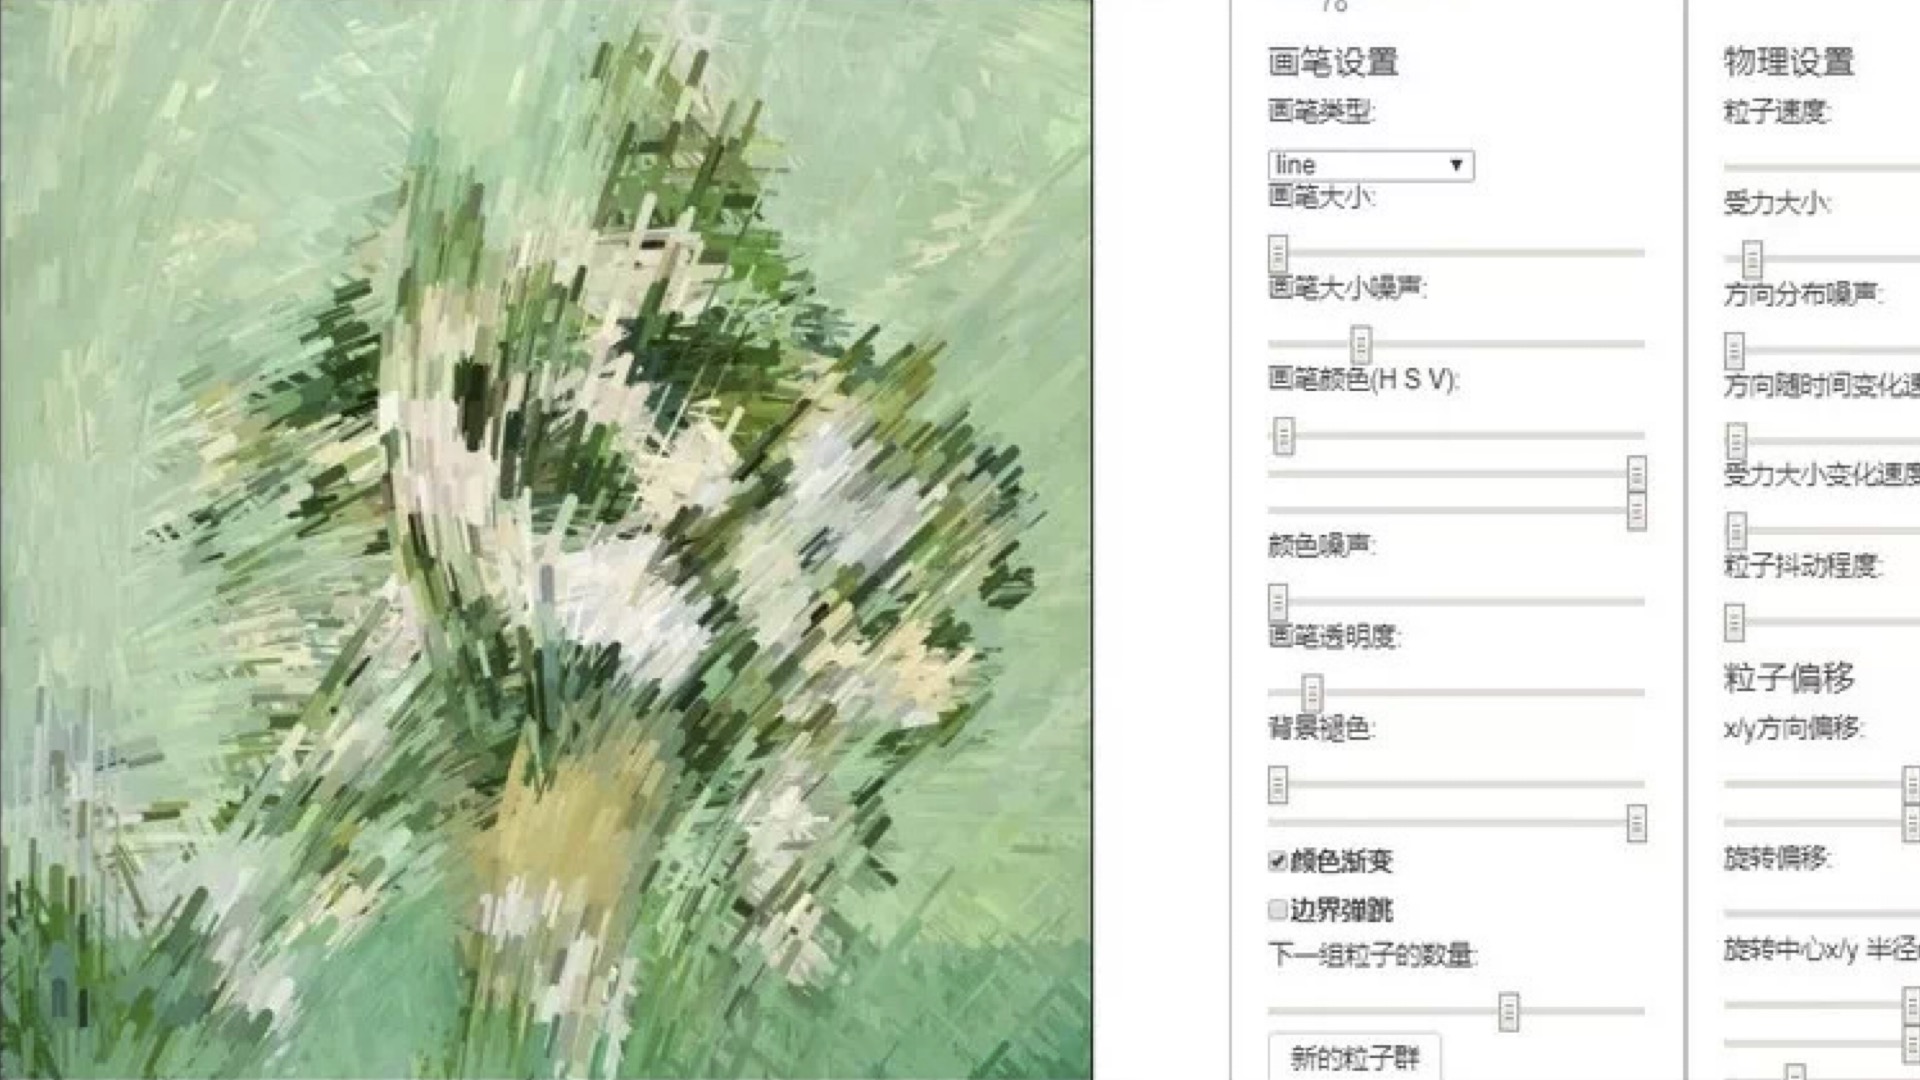 画笔设置
画笔类型:
line
画笔大小:
画笔大小噪声:
画笔颜色(H S V):
颜色噪声:
画笔透明度:
背景褪色:
颜色渐变
边界弹跳
下一组粒子的数量:
新的粒子群
物理设置
粒子速度:
受力大小:
方向分布噪声:
方向随时间变化速
受力大小变化速度
粒子抖动程度:
粒子偏移
x/y方向偏移:
旋转偏移:
旋转中心x/y 半径